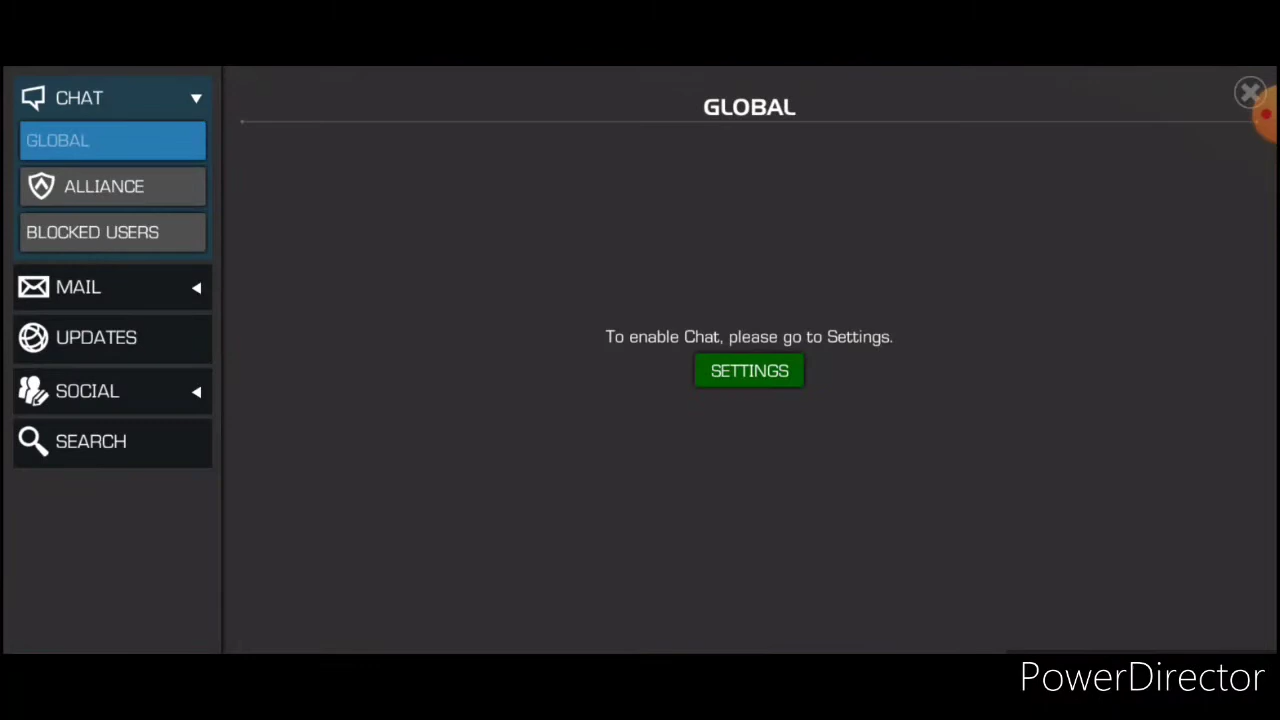 CHAT
GLOBAL
ALLIANCE
BLOCKED USERS
MAIL
UPDATES
SOCIAL
SEARCH
GLOBAL
To enable Chat, please go to Settings.
SETTINGS
PowerDirector